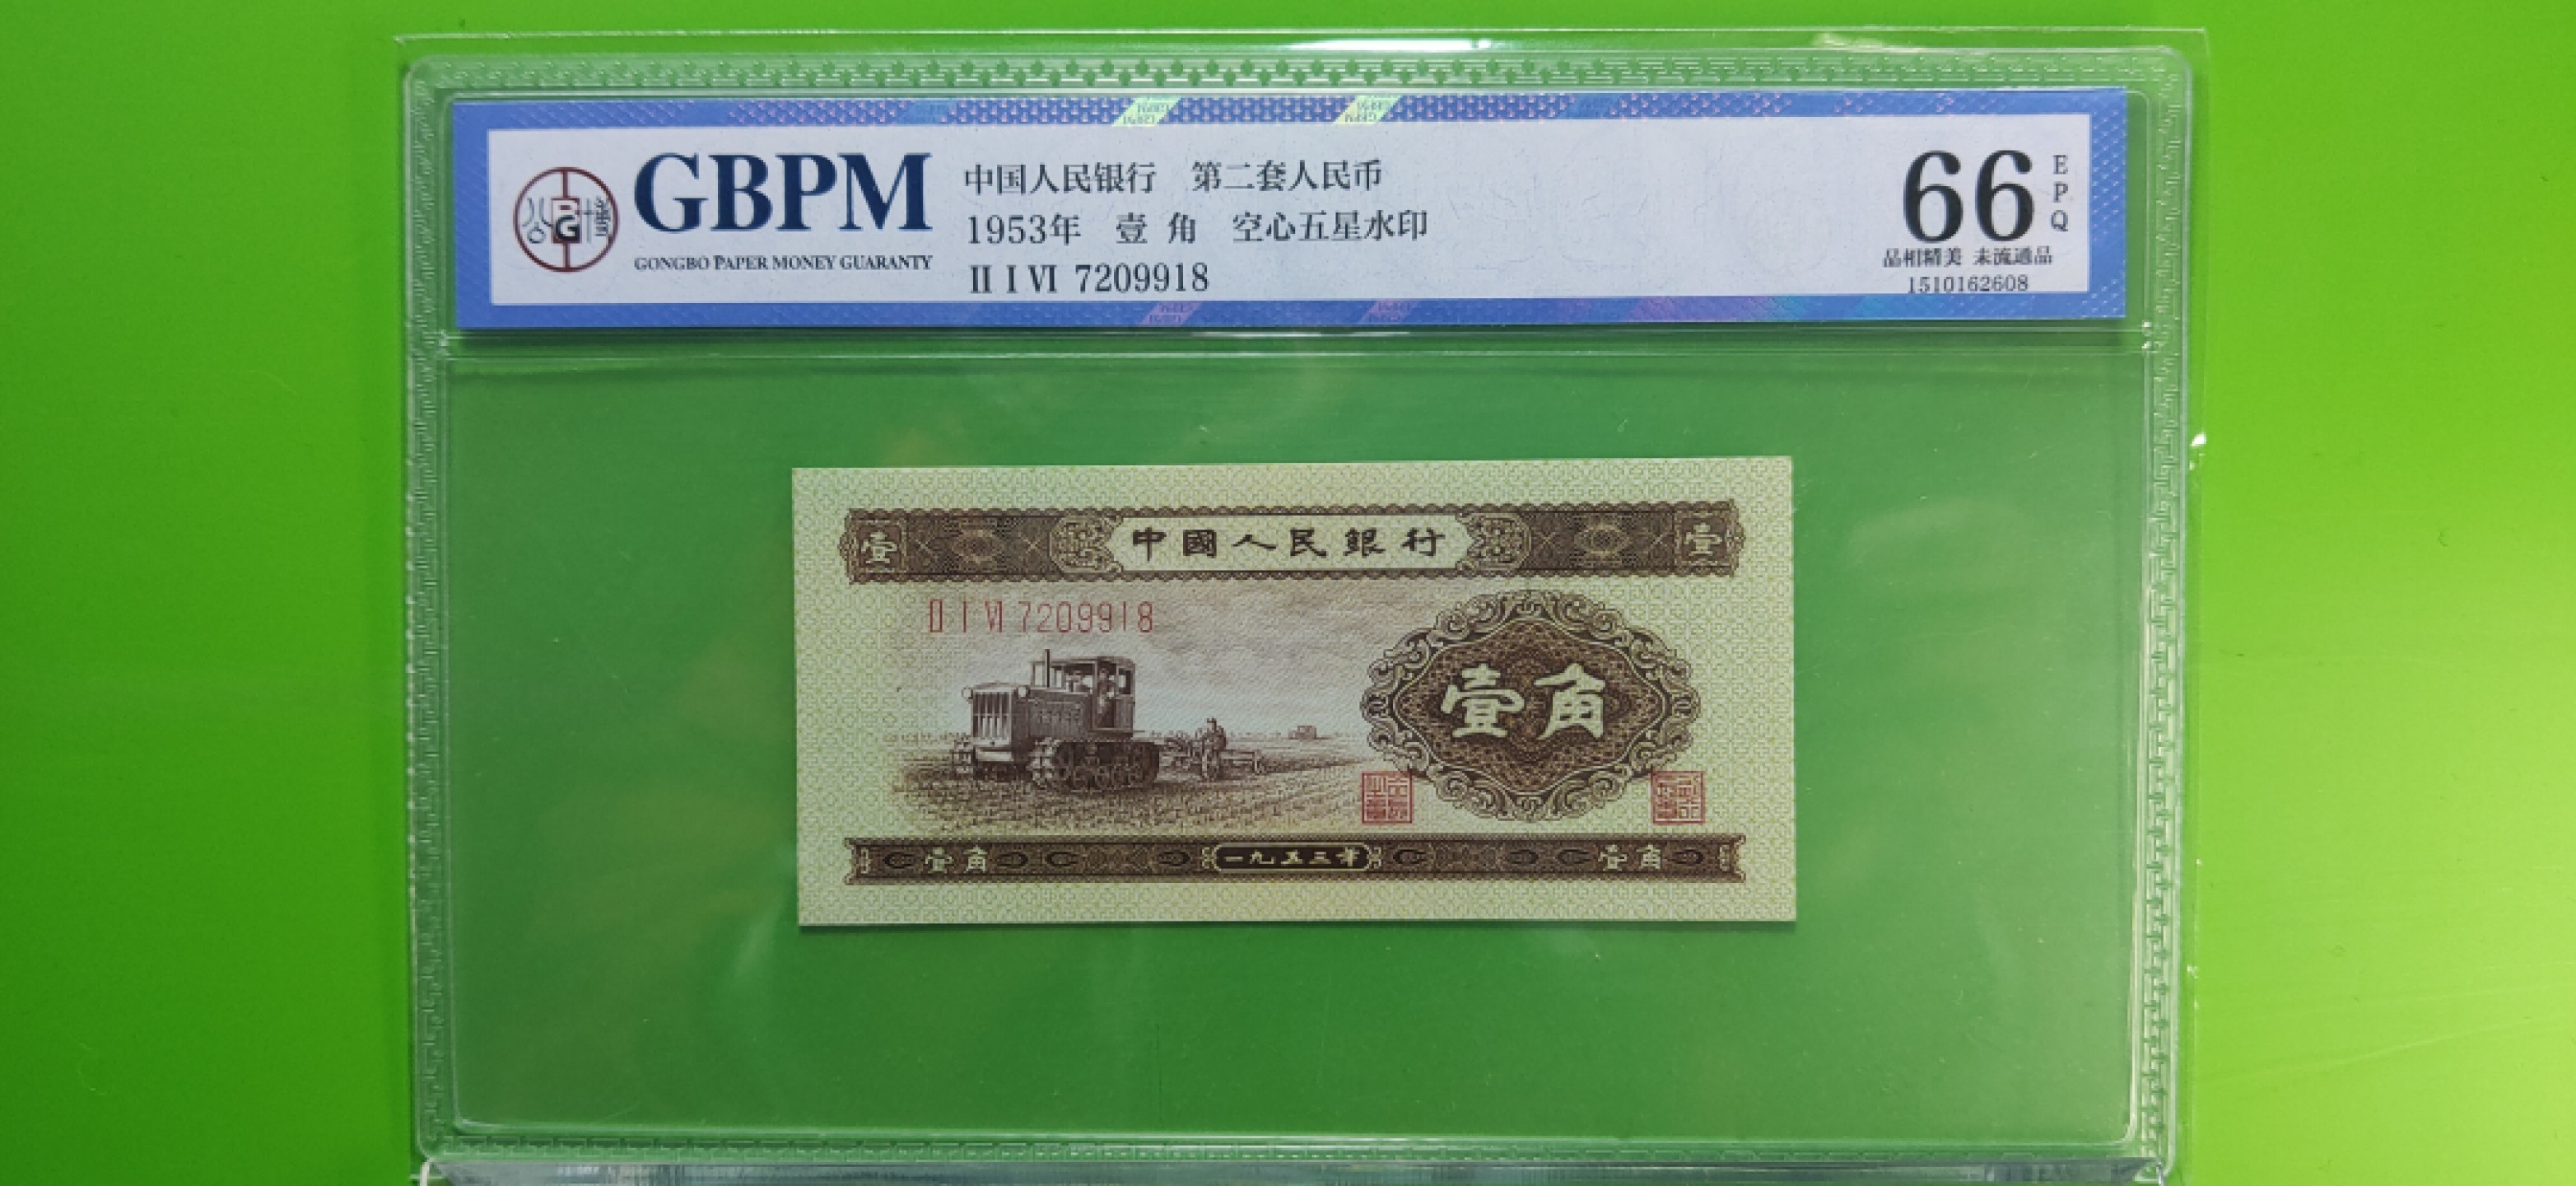 GBPM
GONGBO PAPER MONEY GUARANTY
中国人民银行 第二套人民币
1953年 壹 角 空心五星水印
Ⅱ Ⅰ Ⅵ 7209918
66
EPQ
品相精美 未流通品
1510162608
壹 中國人民銀行 壹
Ⅱ Ⅰ Ⅵ 7209918
壹角
壹角 一九五三年 壹角